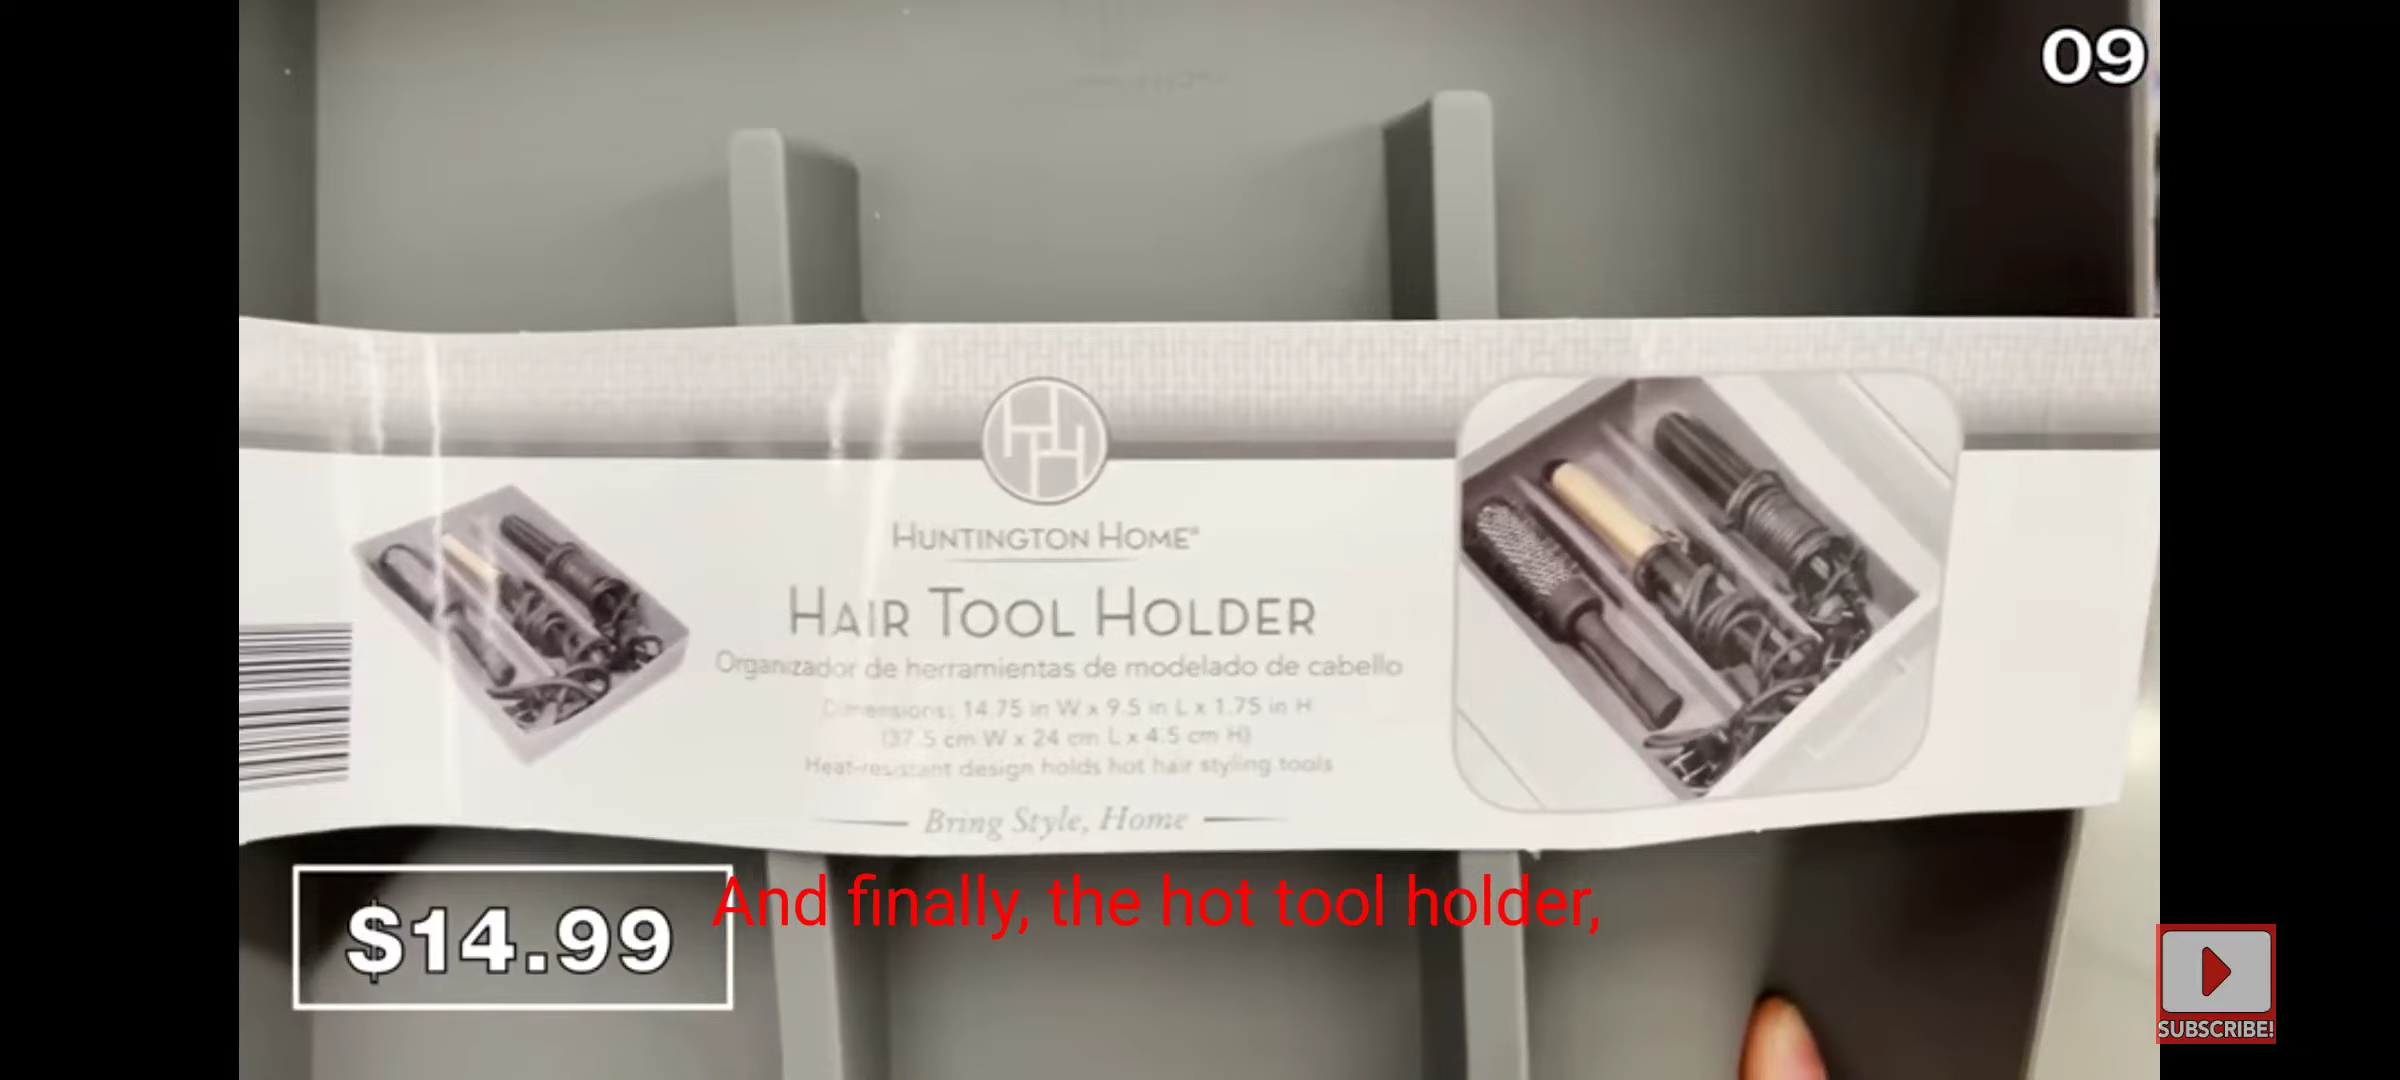 09
HUNTINGTON HOME®
HAIR TOOL HOLDER
Organizador de herramientas de modelado de cabello
Dimensions: 14.75 in W x 9.5 in L x 1.75 in H
(37.5 cm W x 24 cm L x 4.5 cm H)
Heat-resistant design holds hot hair styling tools
Bring Style, Home
And finally, the hot tool holder,
$14.99
SUBSCRIBE!